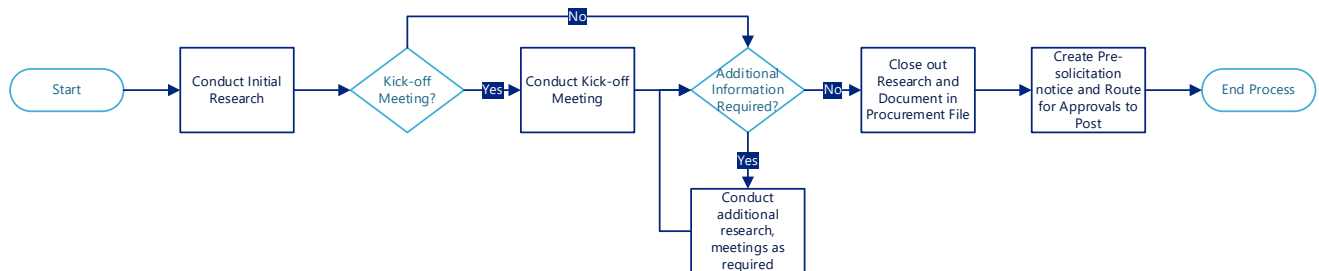 No
Start
Conduct Initial
Research
Kick-off
Meeting?
Yes
Conduct Kick-off
Meeting
Additional
Information
Required?
No
Close out
Research and
Document in
Procurement File
Create Pre-
solicitation
notice and Route
for Approvals to
Post
End Process
Yes
Conduct
additional
research,
meetings as
required